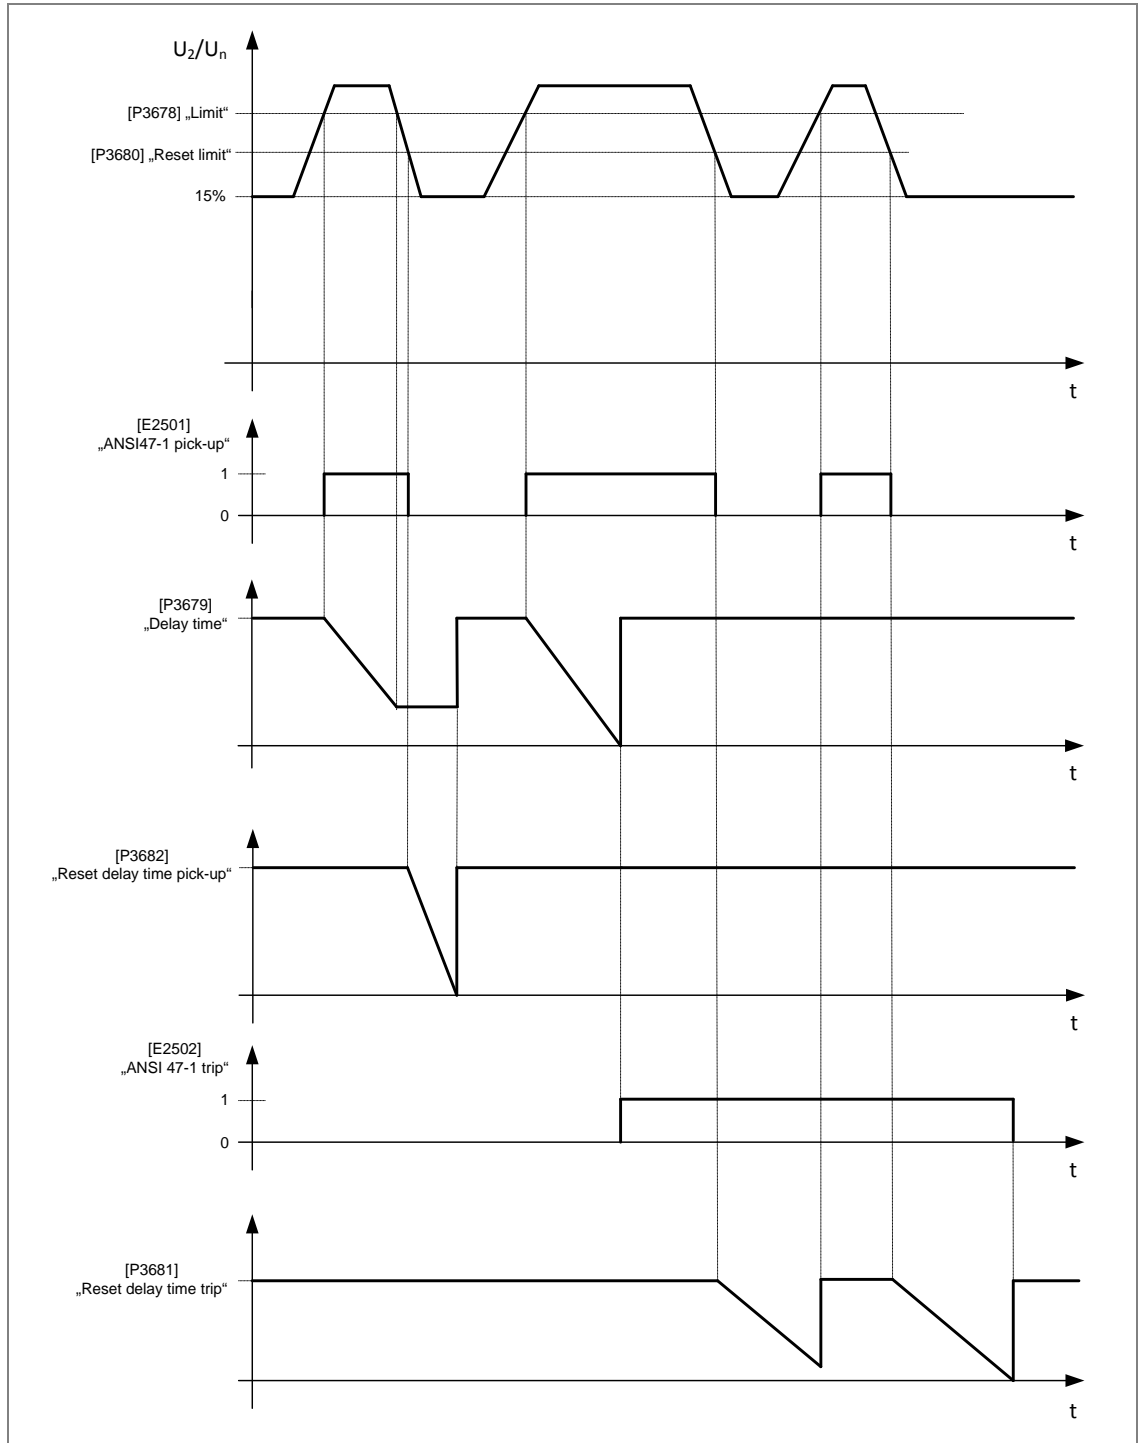 U₂/Uₙ
[P3678] „Limit“
[P3680] „Reset limit“
15%
t
[E2501]
„ANSI47-1 pick-up“
1
0
t
[P3679]
„Delay time“
t
[P3682]
„Reset delay time pick-up“
t
[E2502]
„ANSI 47-1 trip“
1
0
t
[P3681]
„Reset delay time trip“
t